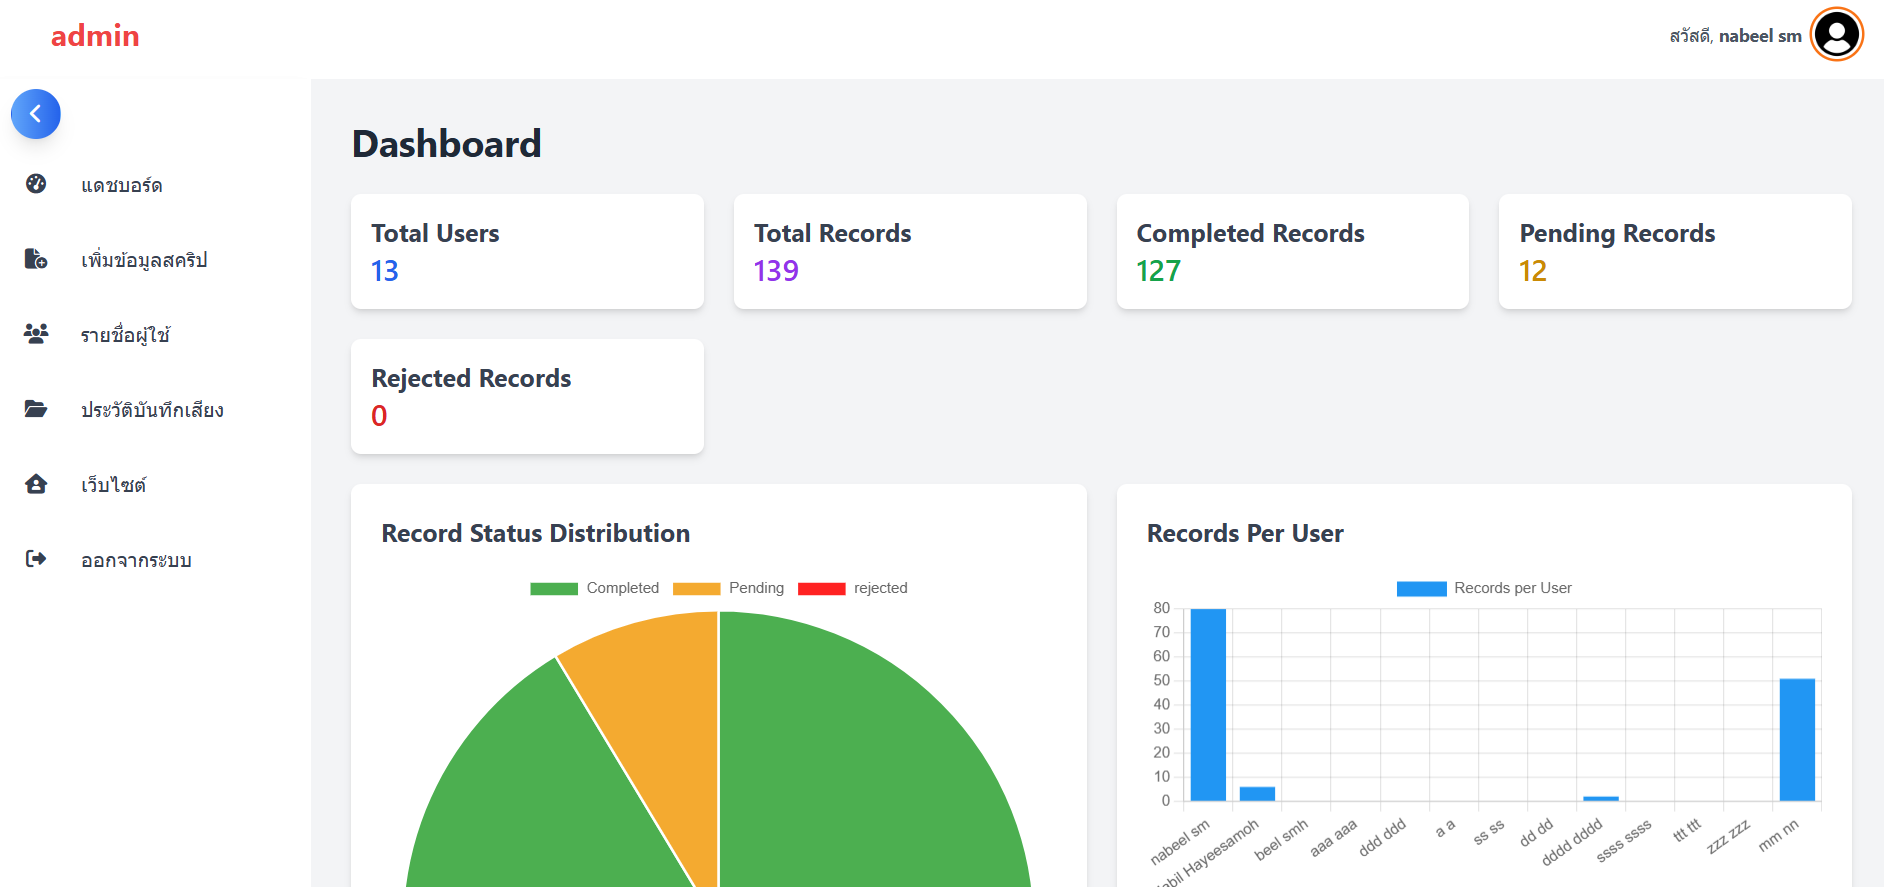 admin
สวัสดี, nabeel sm
แดชบอร์ด
เพิ่มข้อมูลสคริป
รายชื่อผู้ใช้
ประวัติบันทึกเสียง
เว็บไซต์
ออกจากระบบ
Dashboard
Total Users
13
Total Records
139
Completed Records
127
Pending Records
12
Rejected Records
0
Record Status Distribution
Completed
Pending
rejected
Records Per User
Records per User
80
70
60
50
40
30
20
10
0
nabeel sm
Hayeesamoh
beel smh
aaa aaa
ddd ddd
a a
ss ss
dd dd
dddd dddd
ssss ssss
ttt ttt
zzz zzz
mm nn